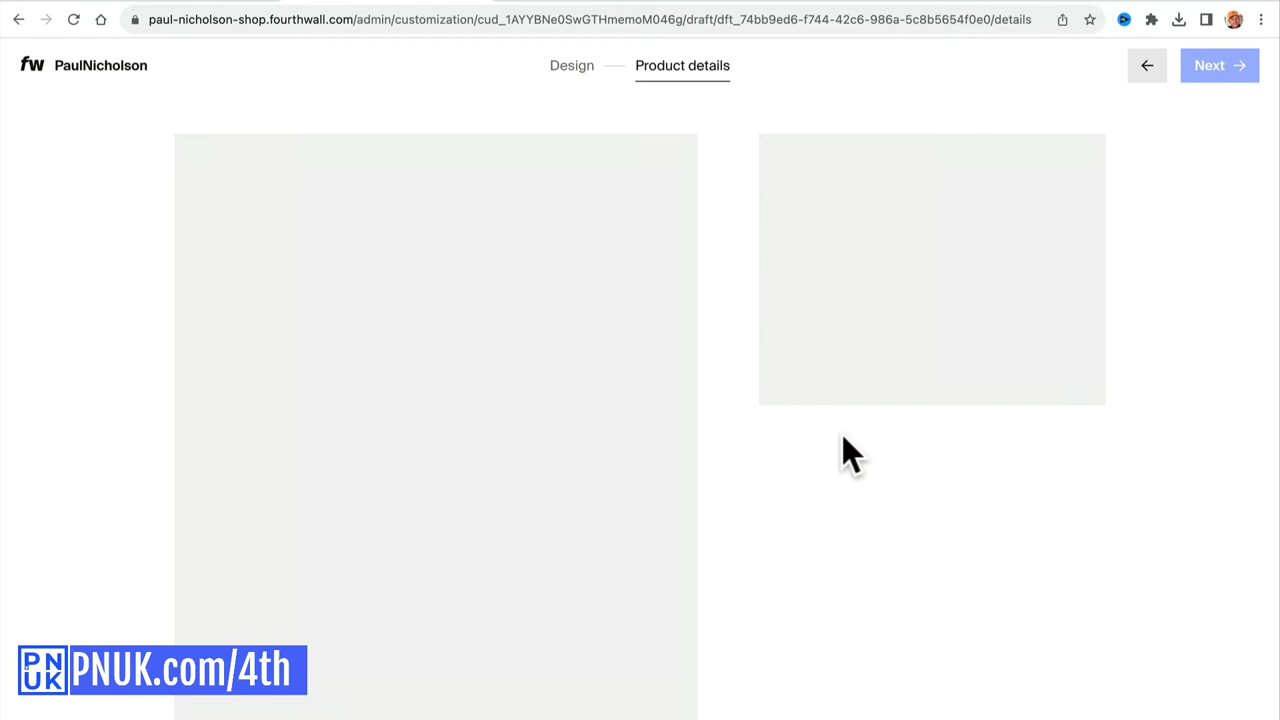 paul-nicholson-shop.fourthwall.com/admin/customization/cud_1AYYBNe0SwGTHmemoM046g/draft/dft_74bb9ed6-f744-42c6-986a-5c8b5654f0e0/details
fw PaulNicholson
Design
Product details
Next
PN
UK
PNUK.com/4th